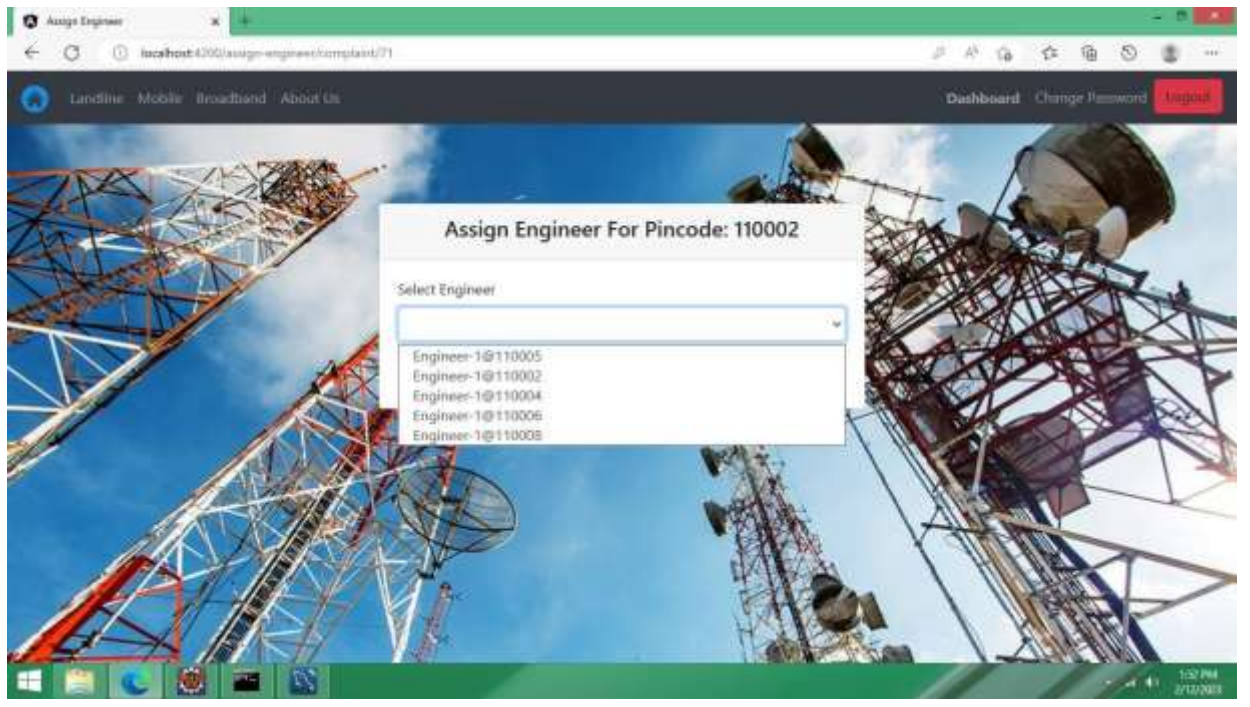 Assign Engineer
localhost:4200/assign-engineer/complaint/71
Landline Mobile Broadband About Us Dashboard Change Password Logout
Assign Engineer For Pincode: 110002
Select Engineer
Engineer-1@110005
Engineer-1@110002
Engineer-1@110004
Engineer-1@110006
Engineer-1@110008
1:52 PM
2/12/2023